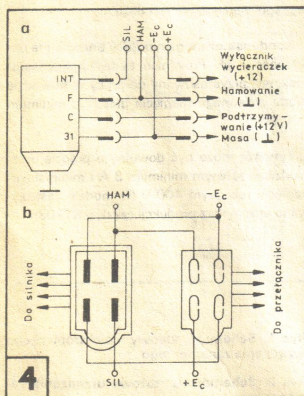 a
SIL
HAM
-Ec
+Ec
INT
F
C
31
Wyłącznik
wycieraczek
(+12)
Hamowanie
(⊥)
Podtrzymy-
wanie (+12V)
Masa (⊥)
b
HAM
-Ec
Do silnika
Do przełącznika
SIL
+Ec
4